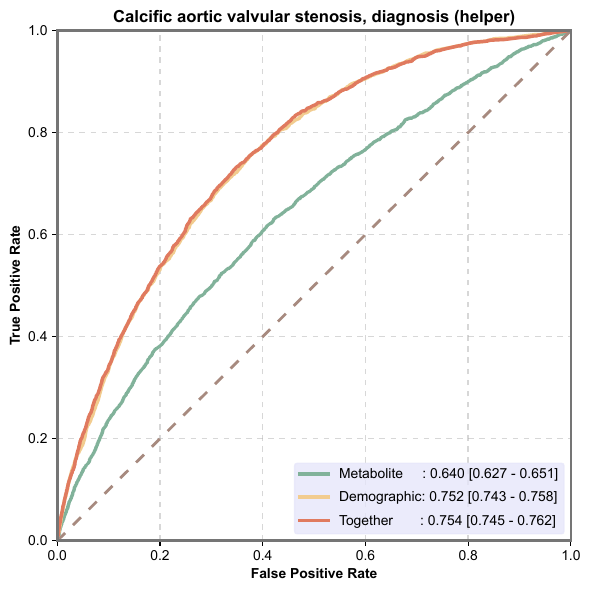 Calcific aortic valvular stenosis, diagnosis (helper)
True Positive Rate
1.0
0.8
0.6
0.4
0.2
0.0
Metabolite : 0.640 [0.627 - 0.651]
Demographic: 0.752 [0.743 - 0.758]
Together : 0.754 [0.745 - 0.762]
0.0 0.2 0.4 0.6 0.8 1.0
False Positive Rate